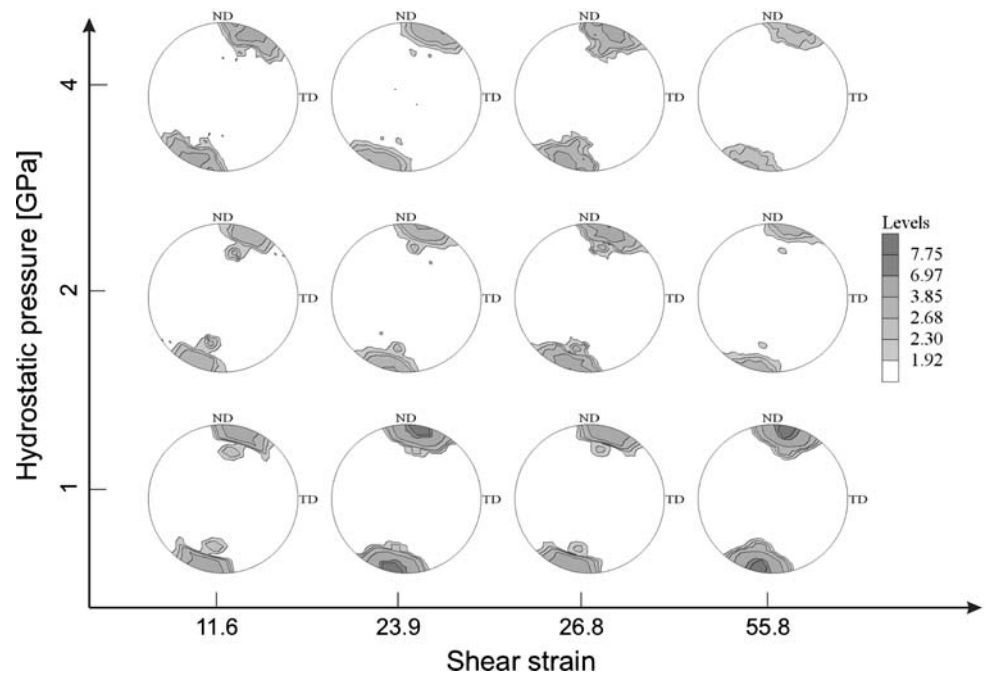 ND ND ND ND
TD TD TD TD
4
ND ND ND ND
TD TD TD TD
2
ND ND ND ND
TD TD TD TD
1
Hydrostatic pressure [GPa]
Levels
7.75
6.97
3.85
2.68
2.30
1.92
11.6 23.9 26.8 55.8
Shear strain